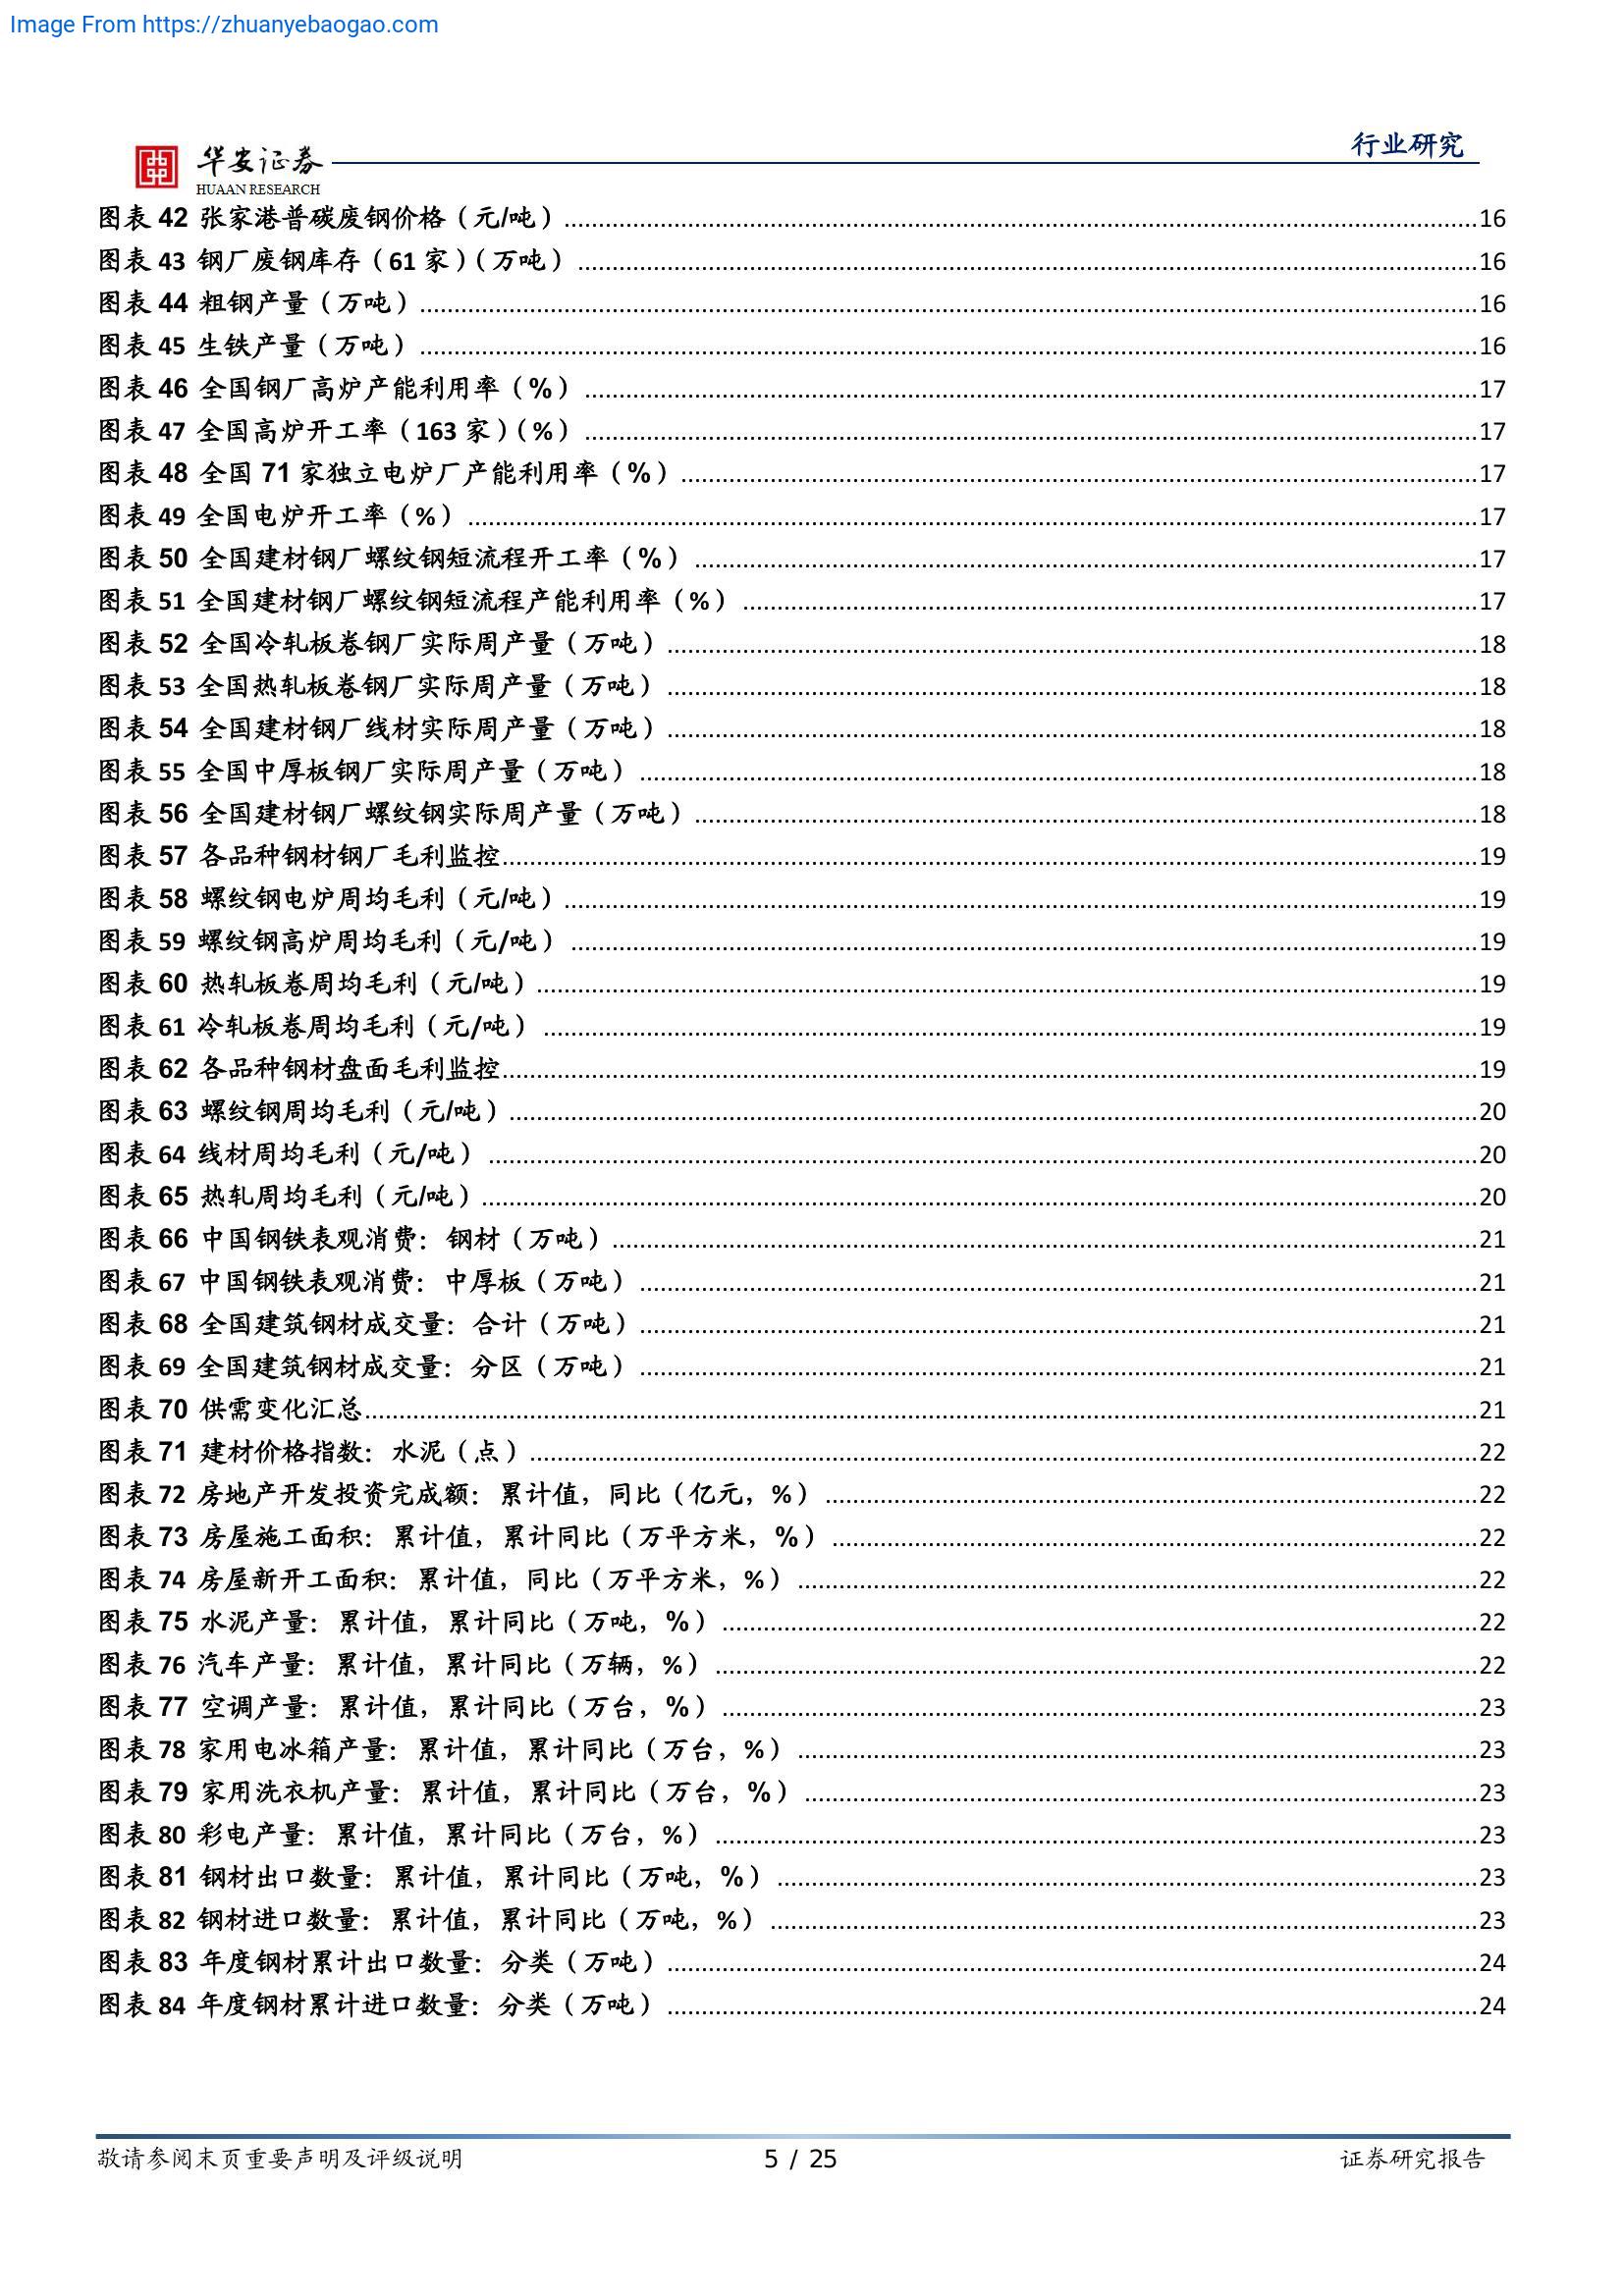 Image From https://zhuanyebaogao.com
行业研究
华安证券
HUAAN RESEARCH
图表 42 张家港普碳废钢价格（元/吨）16
图表 43 钢厂废钢库存（61 家）（万吨）16
图表 44 粗钢产量（万吨）16
图表 45 生铁产量（万吨）16
图表 46 全国钢厂高炉产能利用率（%）17
图表 47 全国高炉开工率（163 家）（%）17
图表 48 全国 71 家独立电炉厂产能利用率（%）17
图表 49 全国电炉开工率（%）17
图表 50 全国建材钢厂螺纹钢短流程开工率（%）17
图表 51 全国建材钢厂螺纹钢短流程产能利用率（%）17
图表 52 全国冷轧板卷钢厂实际周产量（万吨）18
图表 53 全国热轧板卷钢厂实际周产量（万吨）18
图表 54 全国建材钢厂线材实际周产量（万吨）18
图表 55 全国中厚板钢厂实际周产量（万吨）18
图表 56 全国建材钢厂螺纹钢实际周产量（万吨）18
图表 57 各品种钢材钢厂毛利监控19
图表 58 螺纹钢电炉周均毛利（元/吨）19
图表 59 螺纹钢高炉周均毛利（元/吨）19
图表 60 热轧板卷周均毛利（元/吨）19
图表 61 冷轧板卷周均毛利（元/吨）19
图表 62 各品种钢材盘面毛利监控19
图表 63 螺纹钢周均毛利（元/吨）20
图表 64 线材周均毛利（元/吨）20
图表 65 热轧周均毛利（元/吨）20
图表 66 中国钢铁表观消费：钢材（万吨）21
图表 67 中国钢铁表观消费：中厚板（万吨）21
图表 68 全国建筑钢材成交量：合计（万吨）21
图表 69 全国建筑钢材成交量：分区（万吨）21
图表 70 供需变化汇总21
图表 71 建材价格指数：水泥（点）22
图表 72 房地产开发投资完成额：累计值，同比（亿元，%）22
图表 73 房屋施工面积：累计值，累计同比（万平方米，%）22
图表 74 房屋新开工面积：累计值，同比（万平方米，%）22
图表 75 水泥产量：累计值，累计同比（万吨，%）22
图表 76 汽车产量：累计值，累计同比（万辆，%）22
图表 77 空调产量：累计值，累计同比（万台，%）23
图表 78 家用电冰箱产量：累计值，累计同比（万台，%）23
图表 79 家用洗衣机产量：累计值，累计同比（万台，%）23
图表 80 彩电产量：累计值，累计同比（万台，%）23
图表 81 钢材出口数量：累计值，累计同比（万吨，%）23
图表 82 钢材进口数量：累计值，累计同比（万吨，%）23
图表 83 年度钢材累计出口数量：分类（万吨）24
图表 84 年度钢材累计进口数量：分类（万吨）24
敬请参阅末页重要声明及评级说明 5 / 25 证券研究报告